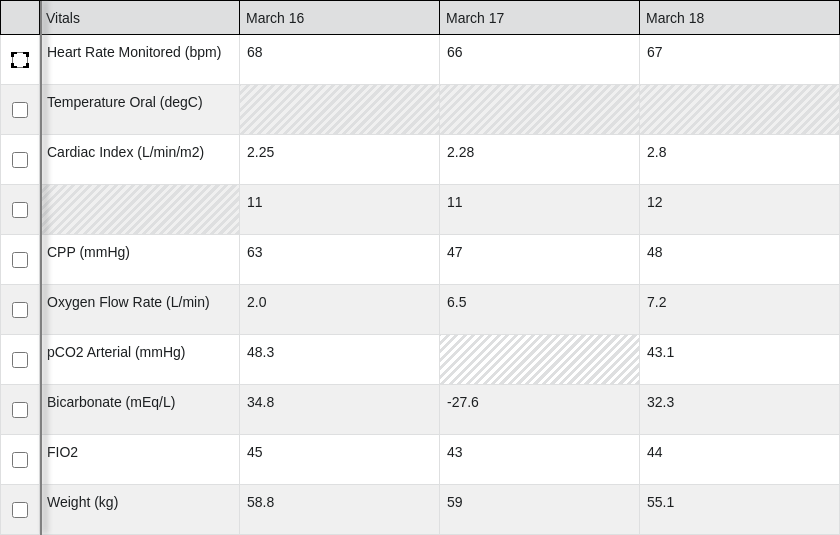 Vitals March 16 March 17 March 18
Heart Rate Monitored (bpm) 68 66 67
Temperature Oral (degC)
Cardiac Index (L/min/m2) 2.25 2.28 2.8
11 11 12
CPP (mmHg) 63 47 48
Oxygen Flow Rate (L/min) 2.0 6.5 7.2
pCO2 Arterial (mmHg) 48.3 43.1
Bicarbonate (mEq/L) 34.8 -27.6 32.3
FIO2 45 43 44
Weight (kg) 58.8 59 55.1